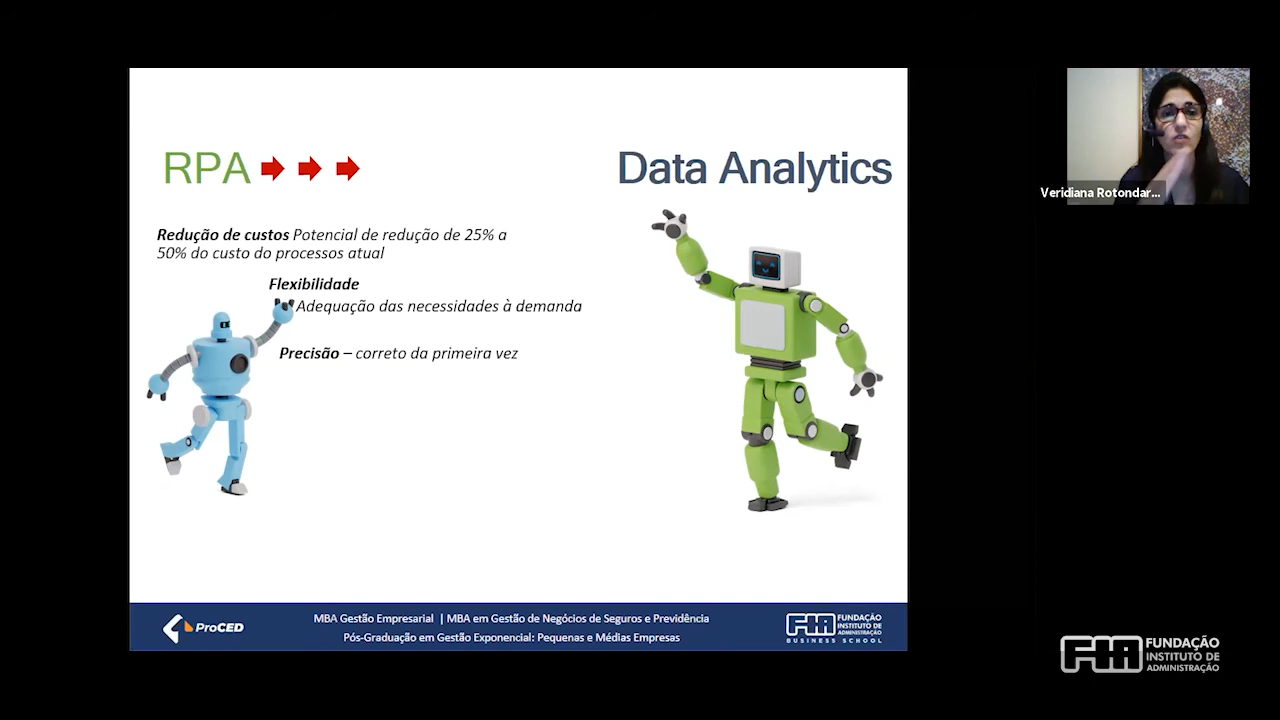 RPA
Data Analytics
Redução de custos Potencial de redução de 25% a
50% do custo do processos atual
Flexibilidade
Adequação das necessidades à demanda
Precisão – correto da primeira vez
Veridiana Rotondar...
ProCED
MBA Gestão Empresarial | MBA em Gestão de Negócios de Seguros e Previdência
Pós-Graduação em Gestão Exponencial: Pequenas e Médias Empresas
FIA FUNDAÇÃO
INSTITUTO DE
ADMINISTRAÇÃO
BUSINESS SCHOOL
FIA FUNDAÇÃO
INSTITUTO DE
ADMINISTRAÇÃO